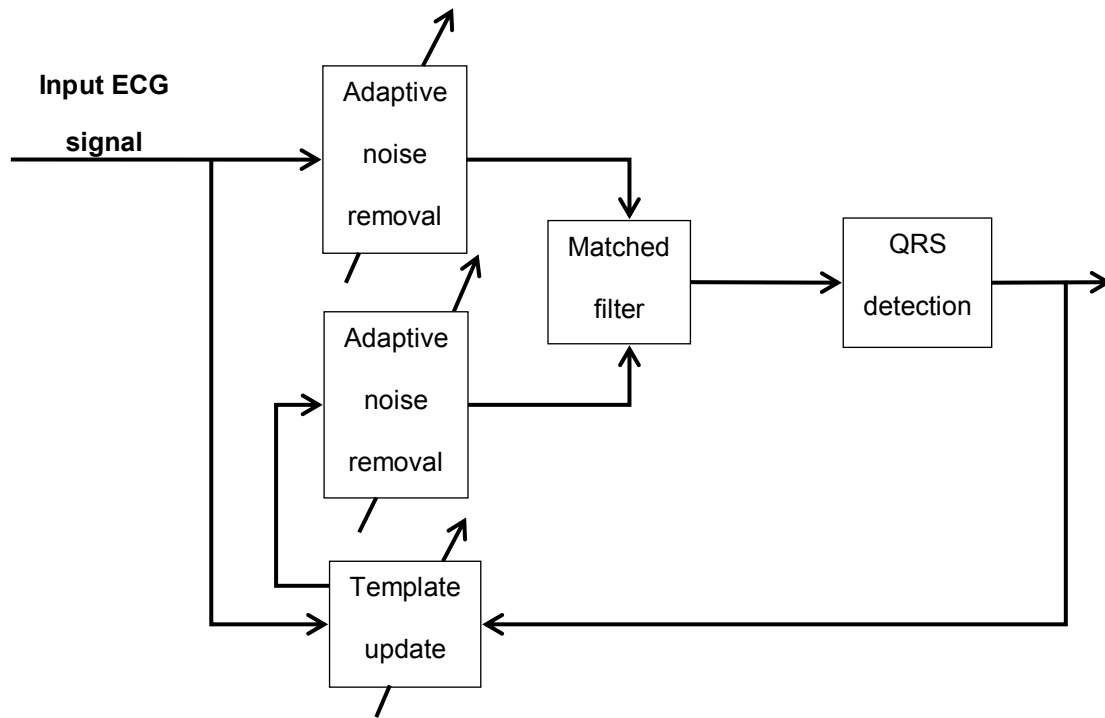 Input ECG
signal
Adaptive
noise
removal
Matched
filter
QRS
detection
Adaptive
noise
removal
Template
update